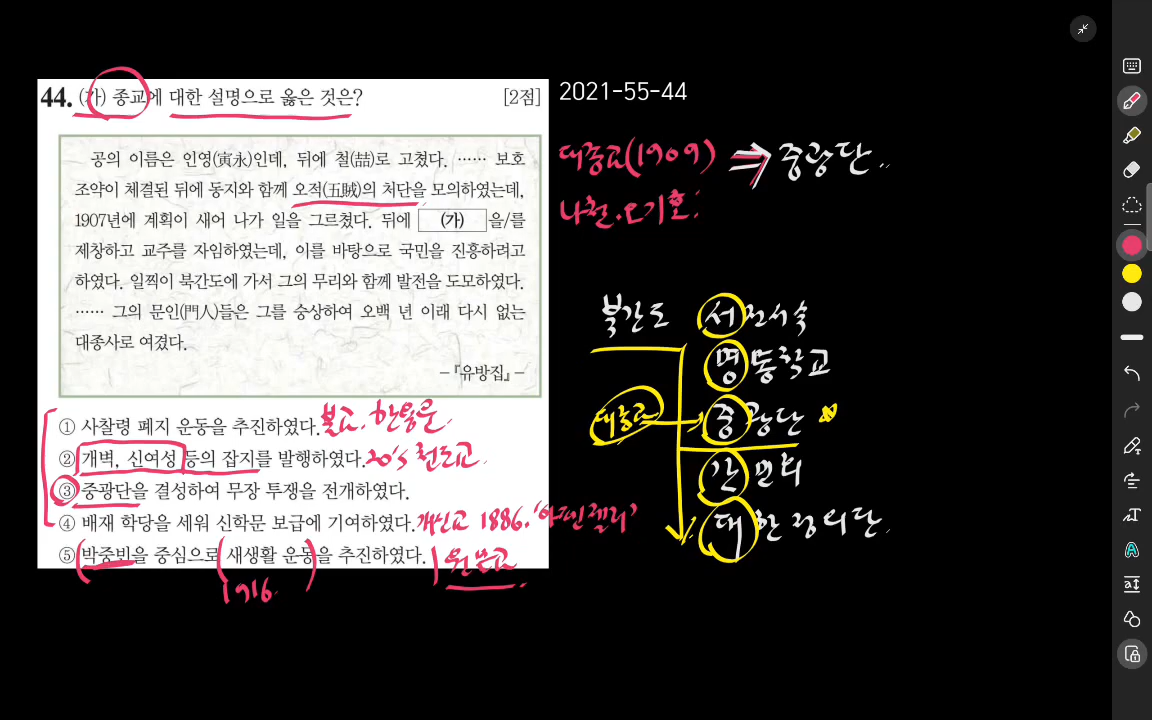 44. (가) 종교에 대한 설명으로 옳은 것은? [2점]
공의 이름은 인영(寅永)인데, 뒤에 철(喆)로 고쳤다. …… 보호
조약이 체결된 뒤에 동지와 함께 오적(五賊)의 처단을 모의하였는데,
1907년에 계획이 새어 나가 일을 그르쳤다. 뒤에 (가) 을/를
제창하고 교주를 자임하였는데, 이를 바탕으로 국민을 진흥하려고
하였다. 일찍이 북간도에 가서 그의 무리와 함께 발전을 도모하였다.
…… 그의 문인(門人)들은 그를 숭상하여 오백 년 이래 다시 없는
대종사로 여겼다.
-『유방집』-
① 사찰령 폐지 운동을 추진하였다. 불교. 한용운
② 개벽, 신여성 등의 잡지를 발행하였다. 20's 천도교
③ 중광단을 결성하여 무장 투쟁을 전개하였다.
④ 배재 학당을 세워 신학문 보급에 기여하였다. 개신교 1886. '아펜젤러'
⑤ 박중빈을 중심으로 새생활 운동을 추진하였다. 원불교
1916
2021-55-44
대종교(1909) ⇒ 중광단
나철.오기호
북간도 서전서숙
명동학교
대종교 중광단
간민회
대한정의단